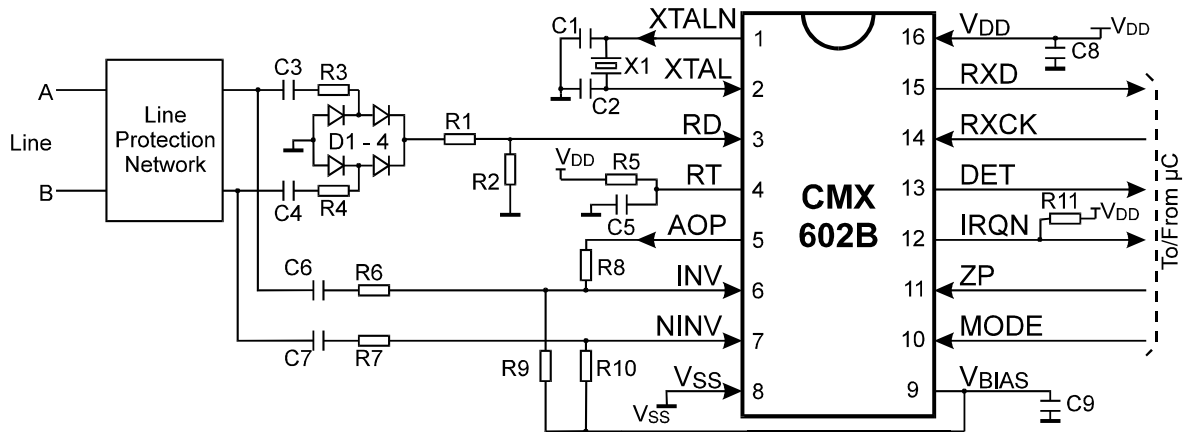 XTALN
C1
1
16
VDD
VDD
C8
X1
XTAL
C2
2
15
RXD
C3
R3
A
Line
Line
Protection
Network
B
D1 - 4
C4
R4
R1
R2
RD
3
14
RXCK
VDD
R5
RT
4
C5
CMX
602B
13
DET
R11
VDD
AOP
5
12
IRQN
R8
C6
R6
INV
6
11
ZP
C7
R7
NINV
7
10
MODE
To/From µC
R9
R10
VSS
VSS
8
9
VBIAS
C9